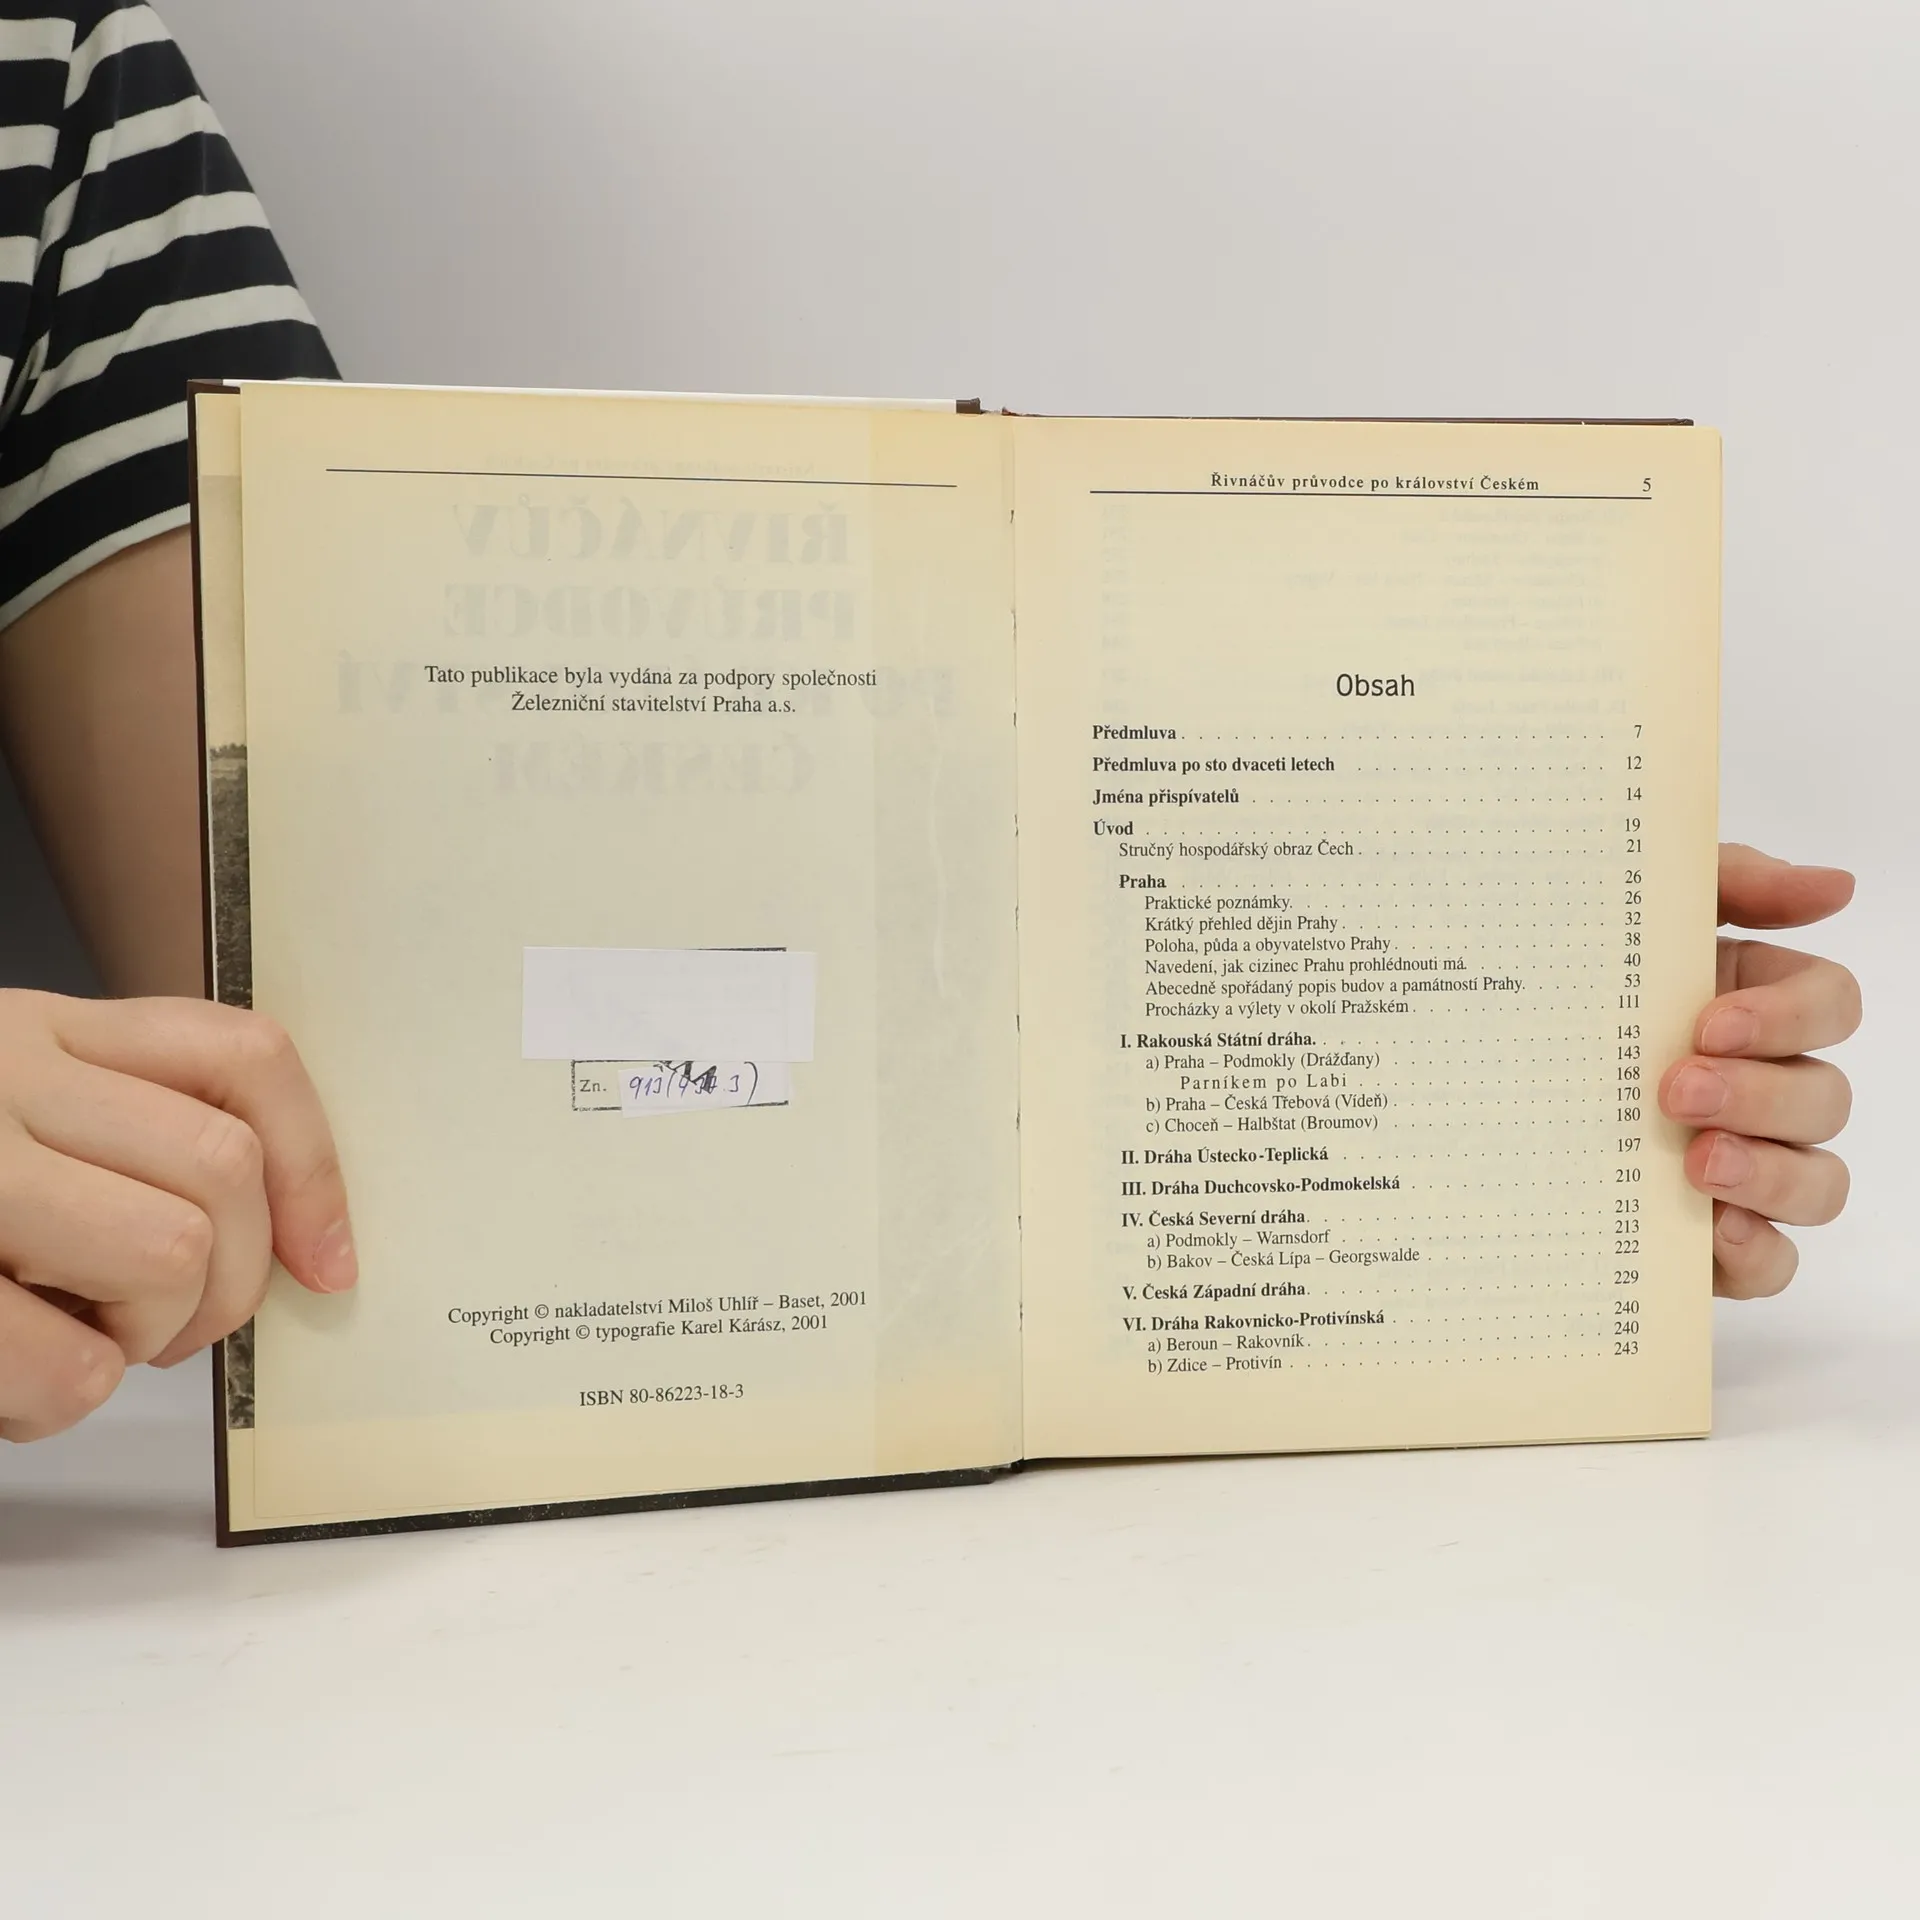 Tato publikace byla vydána za podpory společnosti
Železniční stavitelství Praha a.s.
Zn.
Copyright © nakladatelství Miloš Uhlíř – Baset, 2001
Copyright © typografie Karel Kárász, 2001
ISBN 80-86223-18-3
Řivnáčův průvodce po království Českém 5
Obsah
Předmluva . . . . . . . . . . . . . . . . . . . . . . . . . 7
Předmluva po sto dvaceti letech . . . . . . . . . . . . . . . 12
Jména přispívatelů . . . . . . . . . . . . . . . . . . . . . 14
Úvod . . . . . . . . . . . . . . . . . . . . . . . . . . . 19
Stručný hospodářský obraz Čech . . . . . . . . . . . . . . . 21
Praha . . . . . . . . . . . . . . . . . . . . . . . . . 26
Praktické poznámky. . . . . . . . . . . . . . . . . . . 26
Krátký přehled dějin Prahy . . . . . . . . . . . . . . . . 32
Poloha, půda a obyvatelstvo Prahy . . . . . . . . . . . . . 38
Navedení, jak cizinec Prahu prohlédnouti má. . . . . . . . . 40
Abecedně spořádaný popis budov a památností Prahy. . . . . 53
Procházky a výlety v okolí Pražském . . . . . . . . . . . . 111
I. Rakouská Státní dráha. . . . . . . . . . . . . . . . . . 143
a) Praha – Podmokly (Drážďany) . . . . . . . . . . . . . 143
Parníkem po Labi . . . . . . . . . . . . . . . 168
b) Praha – Česká Třebová (Vídeň) . . . . . . . . . . . . . 170
c) Choceň – Halbštat (Broumov) . . . . . . . . . . . . . 180
II. Dráha Ústecko-Teplická . . . . . . . . . . . . . . . . 197
III. Dráha Duchcovsko-Podmokelská . . . . . . . . . . . . 210
IV. Česká Severní dráha. . . . . . . . . . . . . . . . . . 213
a) Podmokly – Warnsdorf . . . . . . . . . . . . . . . . 213
b) Bakov – Česká Lípa – Georgswalde . . . . . . . . . . . 222
V. Česká Západní dráha. . . . . . . . . . . . . . . . . . 229
VI. Dráha Rakovnicko-Protivínská . . . . . . . . . . . . . 240
a) Beroun – Rakovník . . . . . . . . . . . . . . . . . . 240
b) Zdice – Protivín . . . . . . . . . . . . . . . . . . . 243